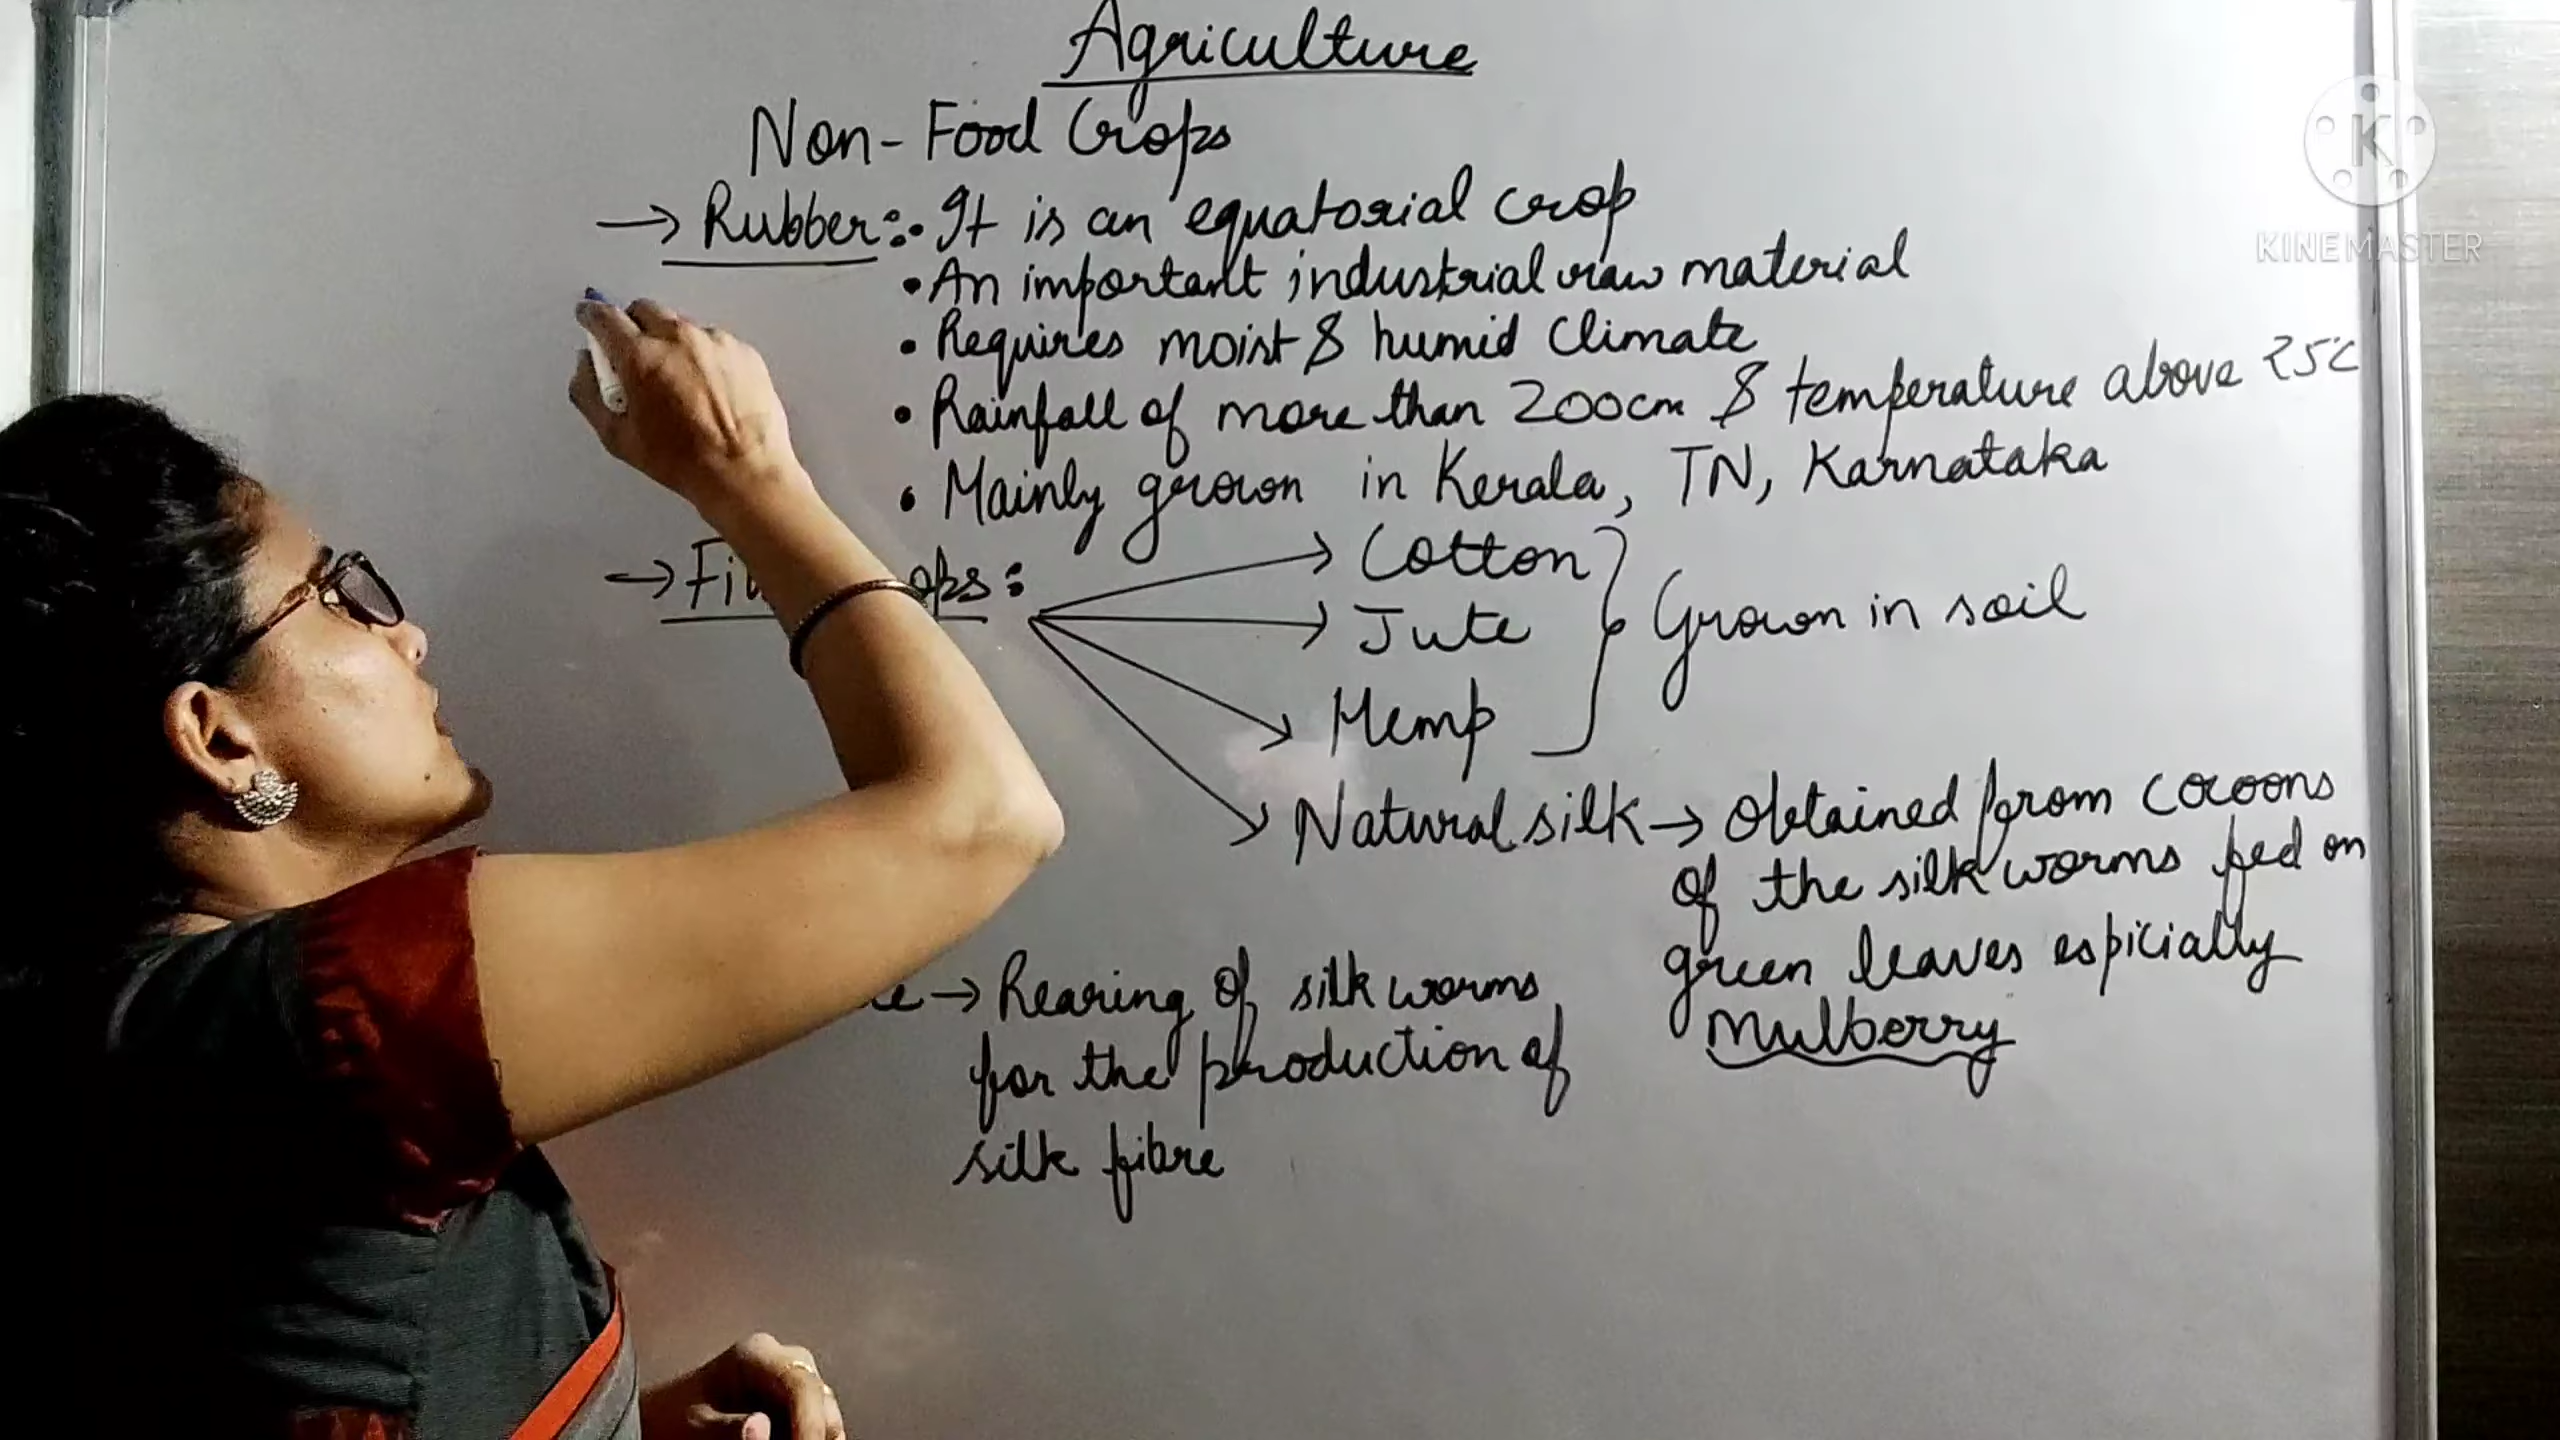 Agriculture
Non-Food Crops
→ Rubber :• It is an equatorial crop
• An important industrial raw material
• Requires moist & humid climate
• Rainfall of more than 200cm & temperature above 25°C
• Mainly grown in Kerala, TN, Karnataka
→ :
Cotton
Jute
Hemp
Grown in soil
Natural silk → Obtained from cocoons
of the silk worms fed on
green leaves espicially
Mulberry
→ Rearing of silk worms
for the production of
silk fibre
K
KINEMASTER